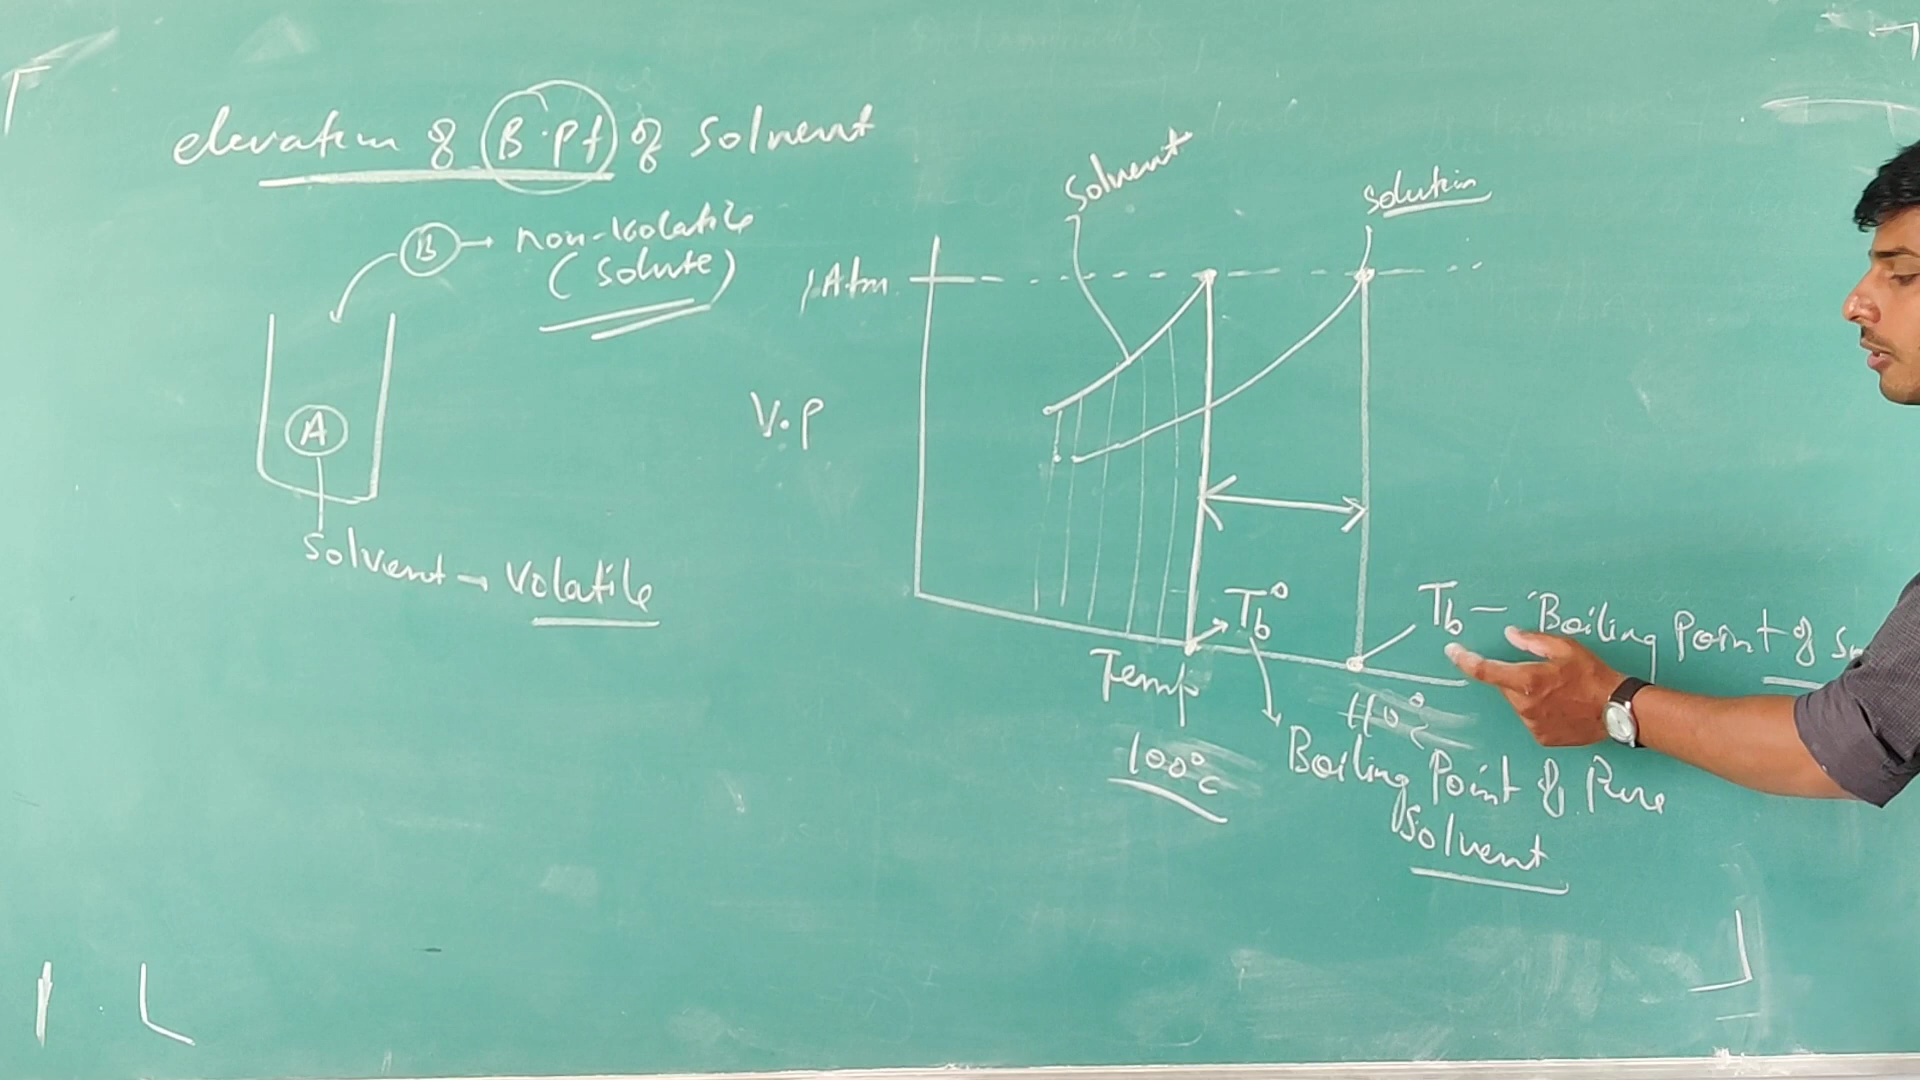 elevation of B.pt of solvent
B → non-volatile
(solute)
A
solvent → Volatile
Solvent
Solution
1 Atm
V.P
Tb°
Tb — Boiling Point of
Temp
110°C
100°C
Boiling Point of Pure
Solvent